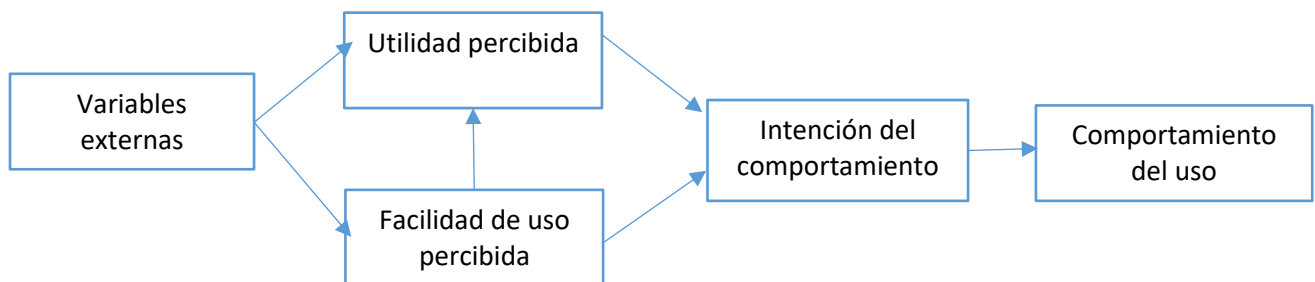 Utilidad percibida
Variables
externas
Facilidad de uso
percibida
Intención del
comportamiento
Comportamiento
del uso